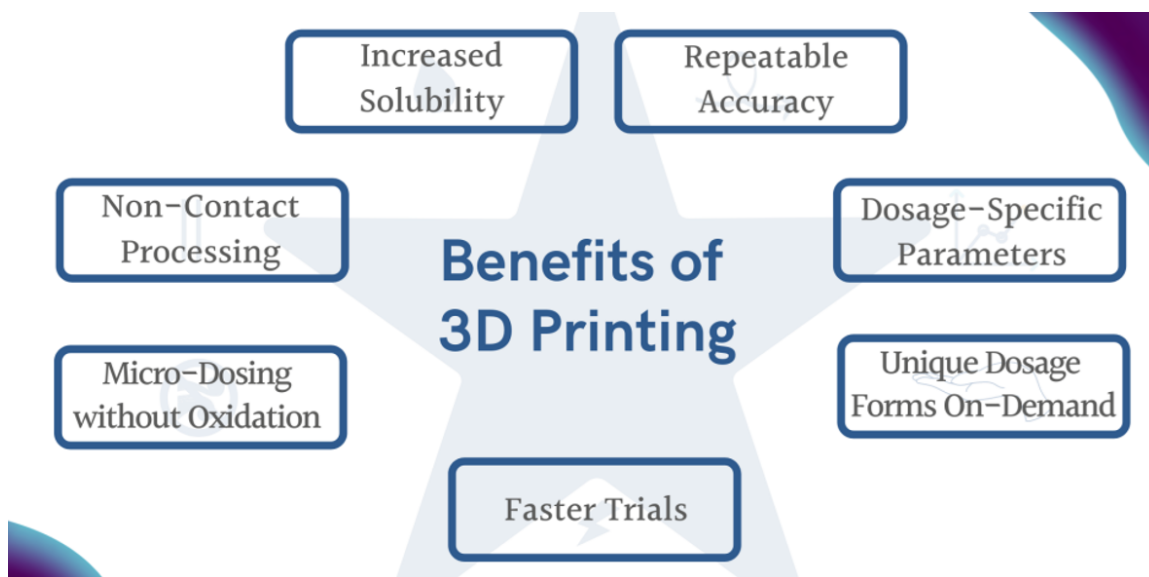 Increased
Solubility
Repeatable
Accuracy
Non-Contact
Processing
Dosage-Specific
Parameters
Benefits of
3D Printing
Micro-Dosing
without Oxidation
Unique Dosage
Forms On-Demand
Faster Trials